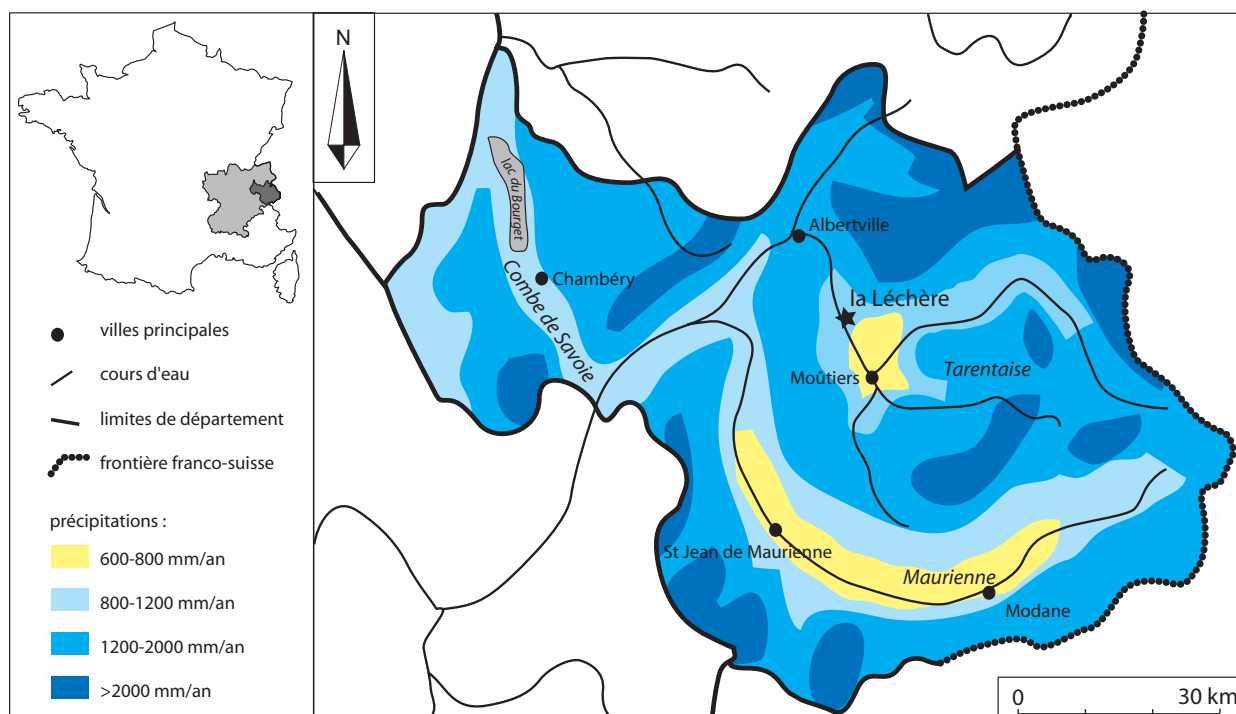 N
villes principales
cours d'eau
limites de département
frontière franco-suisse
précipitations :
600-800 mm/an
800-1200 mm/an
1200-2000 mm/an
>2000 mm/an
lac du Bourget
Chambéry
Combe de Savoie
Albertville
la Léchère
Moûtiers
Tarentaise
St Jean de Maurienne
Maurienne
Modane
0 30 km